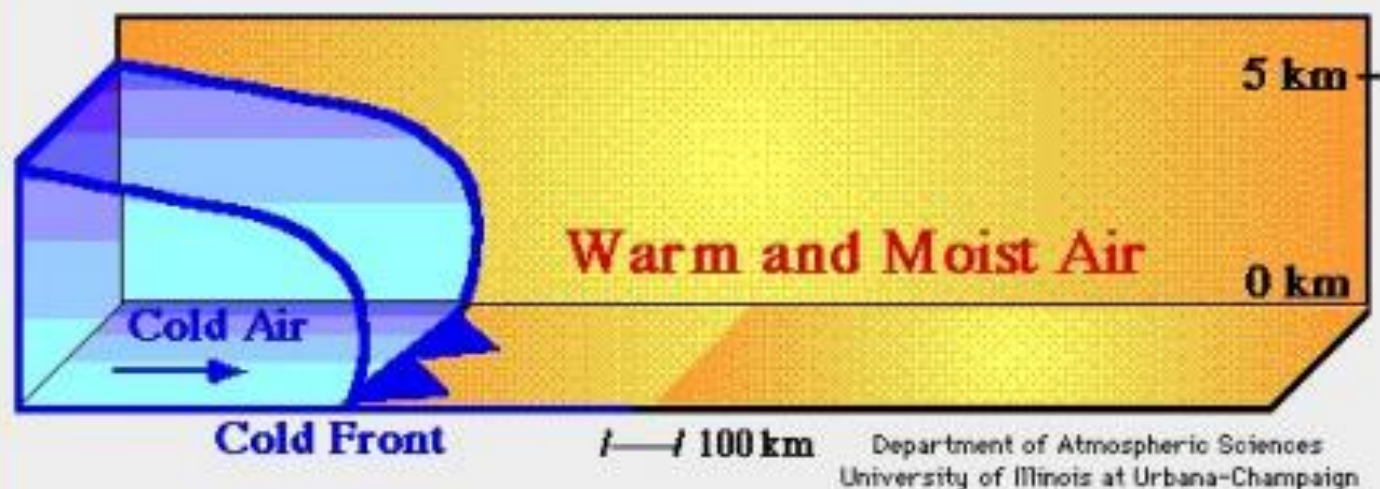 5 km
Warm and Moist Air
0 km
Cold Air
Cold Front
100 km
Department of Atmospheric Sciences
University of Illinois at Urbana-Champaign